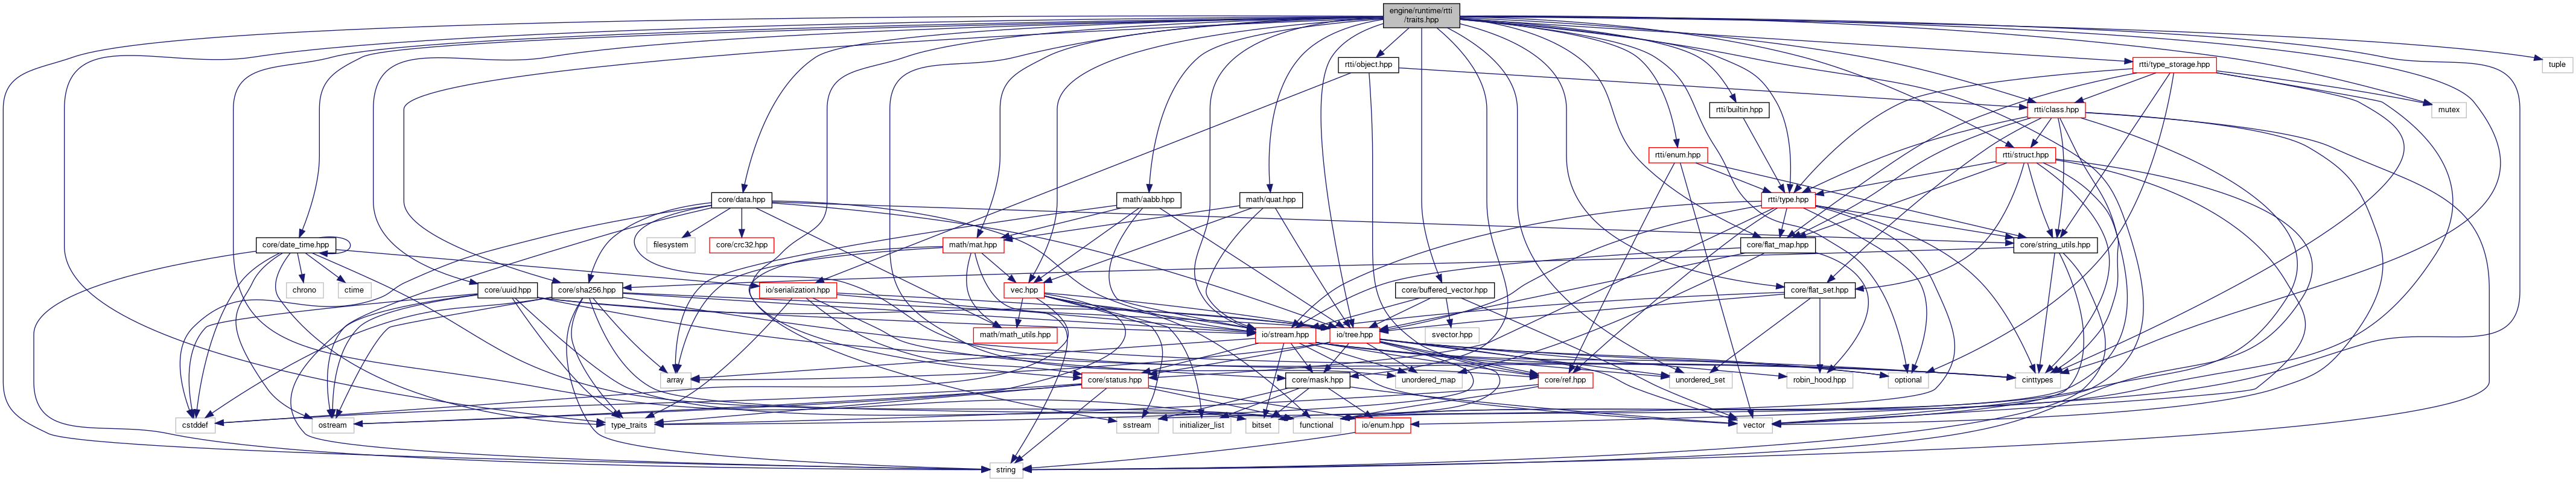 engine/runtime/rtti
/traits.hpp
rtti/object.hpp
rtti/type_storage.hpp
tuple
rtti/builtin.hpp
rtti/class.hpp
mutex
rtti/enum.hpp
rtti/struct.hpp
core/data.hpp
math/aabb.hpp
math/quat.hpp
rtti/type.hpp
core/date_time.hpp
filesystem
core/crc32.hpp
math/mat.hpp
core/flat_map.hpp
core/string_utils.hpp
chrono
ctime
core/uuid.hpp
core/sha256.hpp
io/serialization.hpp
vec.hpp
core/buffered_vector.hpp
core/flat_set.hpp
math/math_utils.hpp
io/stream.hpp
io/tree.hpp
svector.hpp
array
core/status.hpp
core/mask.hpp
unordered_map
core/ref.hpp
unordered_set
robin_hood.hpp
optional
cinttypes
cstddef
ostream
type_traits
sstream
initializer_list
bitset
functional
io/enum.hpp
vector
string